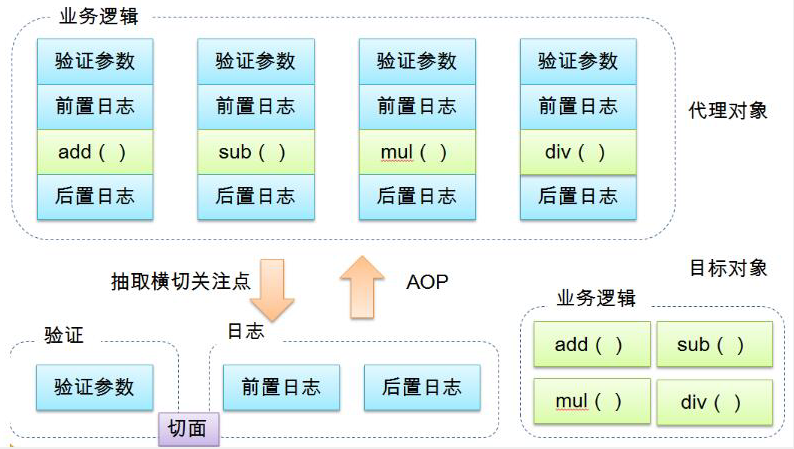 业务逻辑
验证参数 验证参数 验证参数 验证参数
前置日志 前置日志 前置日志 前置日志
代理对象
add（ ） sub（ ） mul（ ） div（ ）
后置日志 后置日志 后置日志 后置日志
抽取横切关注点
AOP
目标对象
业务逻辑
验证
日志
add（ ） sub（ ）
验证参数
前置日志 后置日志
mul（ ） div（ ）
切面